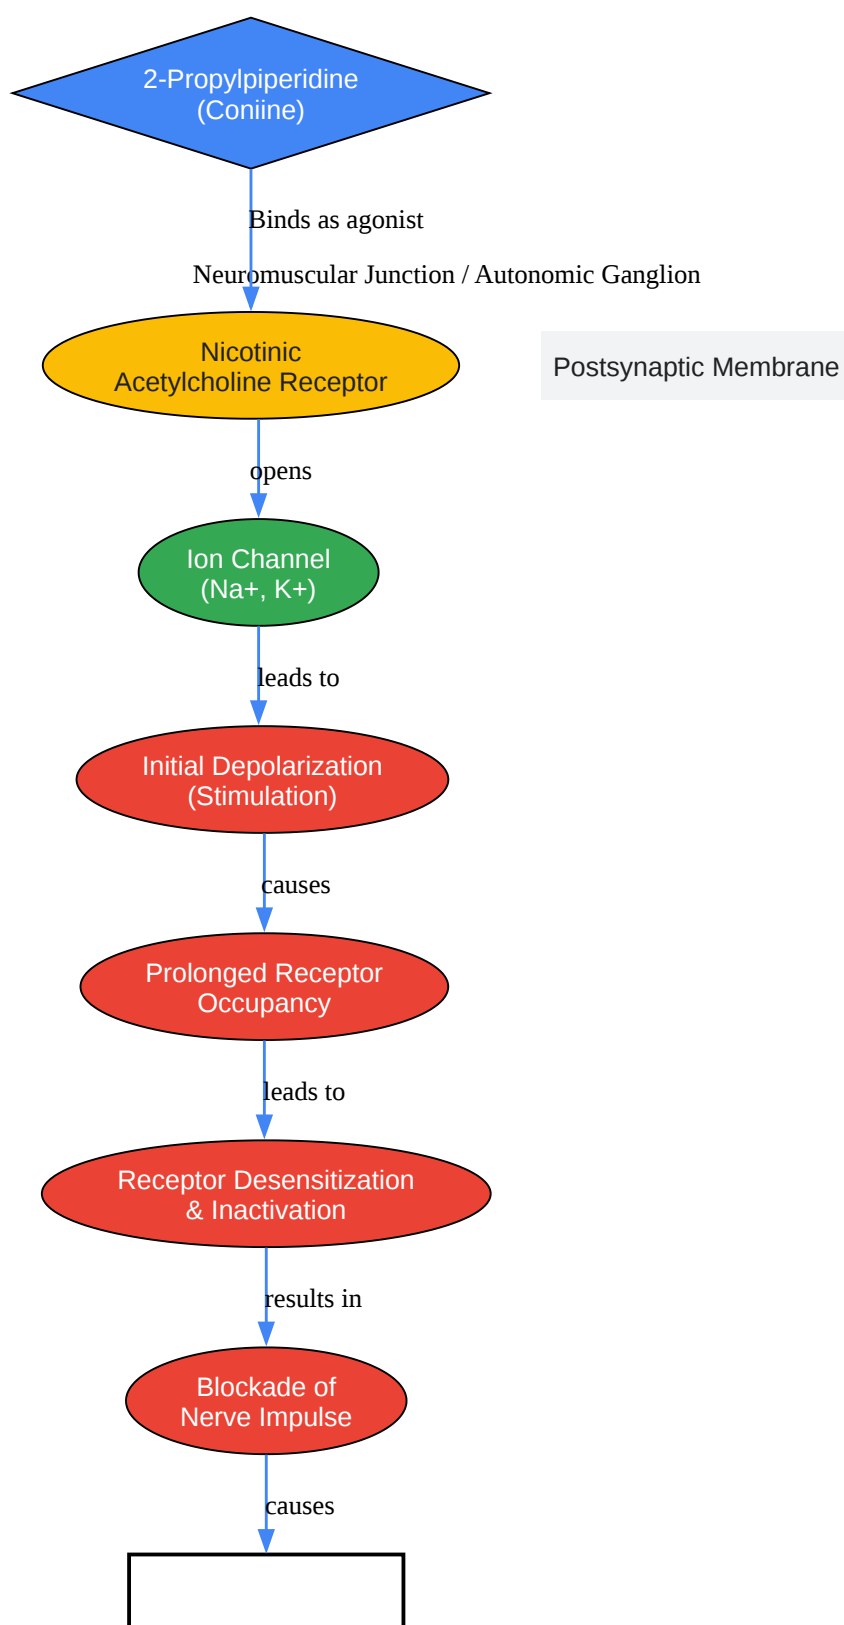 2-Propylpiperidine
(Coniine)
Binds as agonist
Neuromuscular Junction / Autonomic Ganglion
Nicotinic
Acetylcholine Receptor
Postsynaptic Membrane
opens
Ion Channel
(Na+, K+)
leads to
Initial Depolarization
(Stimulation)
causes
Prolonged Receptor
Occupancy
leads to
Receptor Desensitization
& Inactivation
results in
Blockade of
Nerve Impulse
causes